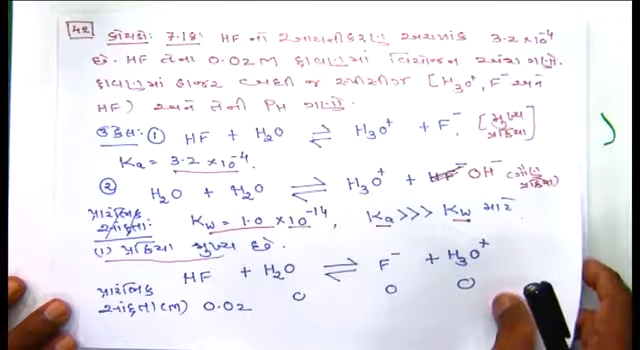 42 કોયડો: 7.18: HF નો આયનીકરણ અચળાંક 3.2 x 10⁻⁴
છે. HF તેના 0.02M દ્રાવણમાં વિયોજન અંશ ગણો.
દ્રાવણમાં હાજર બધી જ સ્પીસીઝ [H₃O⁺, F⁻ અને
HF) અને તેની PH ગણો.
ઉકેલ: ① HF + H₂O ⇌ H₃O⁺ + F⁻. [મુખ્ય પ્રક્રિયા]
Ka = 3.2 x 10⁻⁴.
② H₂O + H₂O ⇌ H₃O⁺ + OH⁻ (ગૌણ પ્રક્રિયા)
પ્રારંભિક સાંદ્રતા: Kw = 1.0 x 10⁻¹⁴, Ka >>> Kw માટે
(1) પ્રક્રિયા મુખ્ય છે.
HF + H₂O ⇌ F⁻ + H₃O⁺
પ્રારંભિક
સાંદ્રતા (M) 0.02 0 0 0